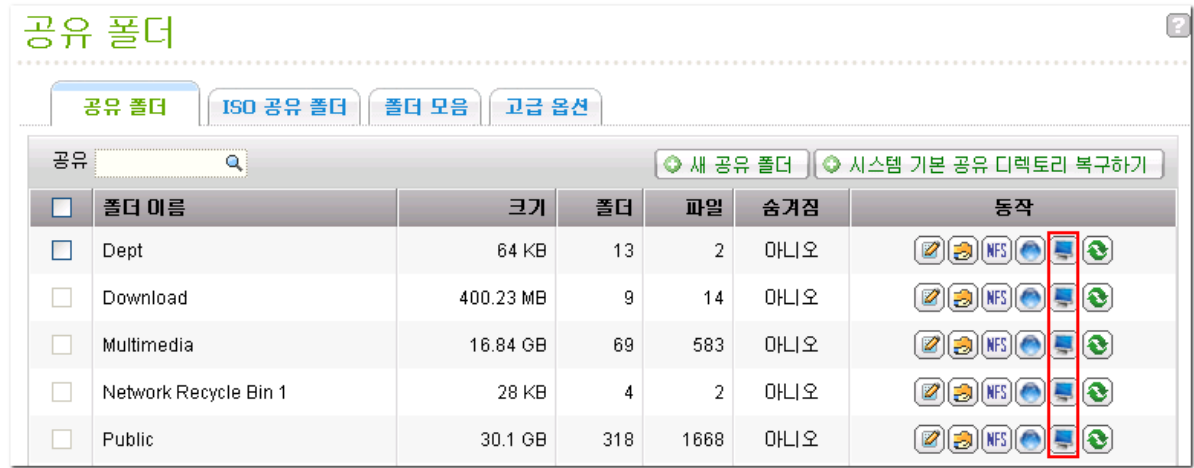 공유 폴더
?
공유 폴더 ISO 공유 폴더 폴더 모음 고급 옵션
공유 새 공유 폴더 시스템 기본 공유 디렉토리 복구하기
폴더 이름 크기 폴더 파일 숨겨짐 동작
Dept 64 KB 13 2 아니오 NFS
Download 400.23 MB 9 14 아니오 NFS
Multimedia 16.84 GB 69 583 아니오 NFS
Network Recycle Bin 1 28 KB 4 2 아니오 NFS
Public 30.1 GB 318 1668 아니오 NFS